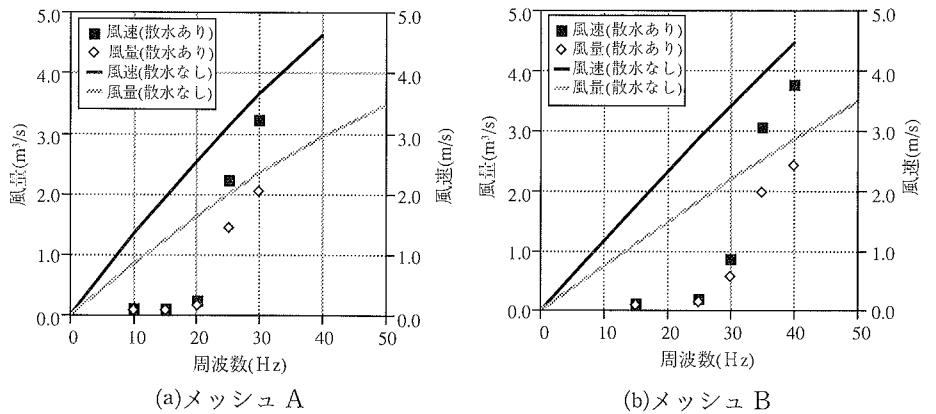 5.0
4.0
3.0
2.0
1.0
0.0
風量(m³/s)
風速(散水あり)
風量(散水あり)
風速(散水なし)
風量(散水なし)
5.0
4.0
3.0
2.0
1.0
0.0
風速(m/s)
0
10
20
30
40
50
周波数(Hz)
(a)メッシュ A
5.0
4.0
3.0
2.0
1.0
0.0
風量(m³/s)
風速(散水あり)
風量(散水あり)
風速(散水なし)
風量(散水なし)
5.0
4.0
3.0
2.0
1.0
0.0
風速(m/s)
0
10
20
30
40
50
周波数(Hz)
(b)メッシュ B